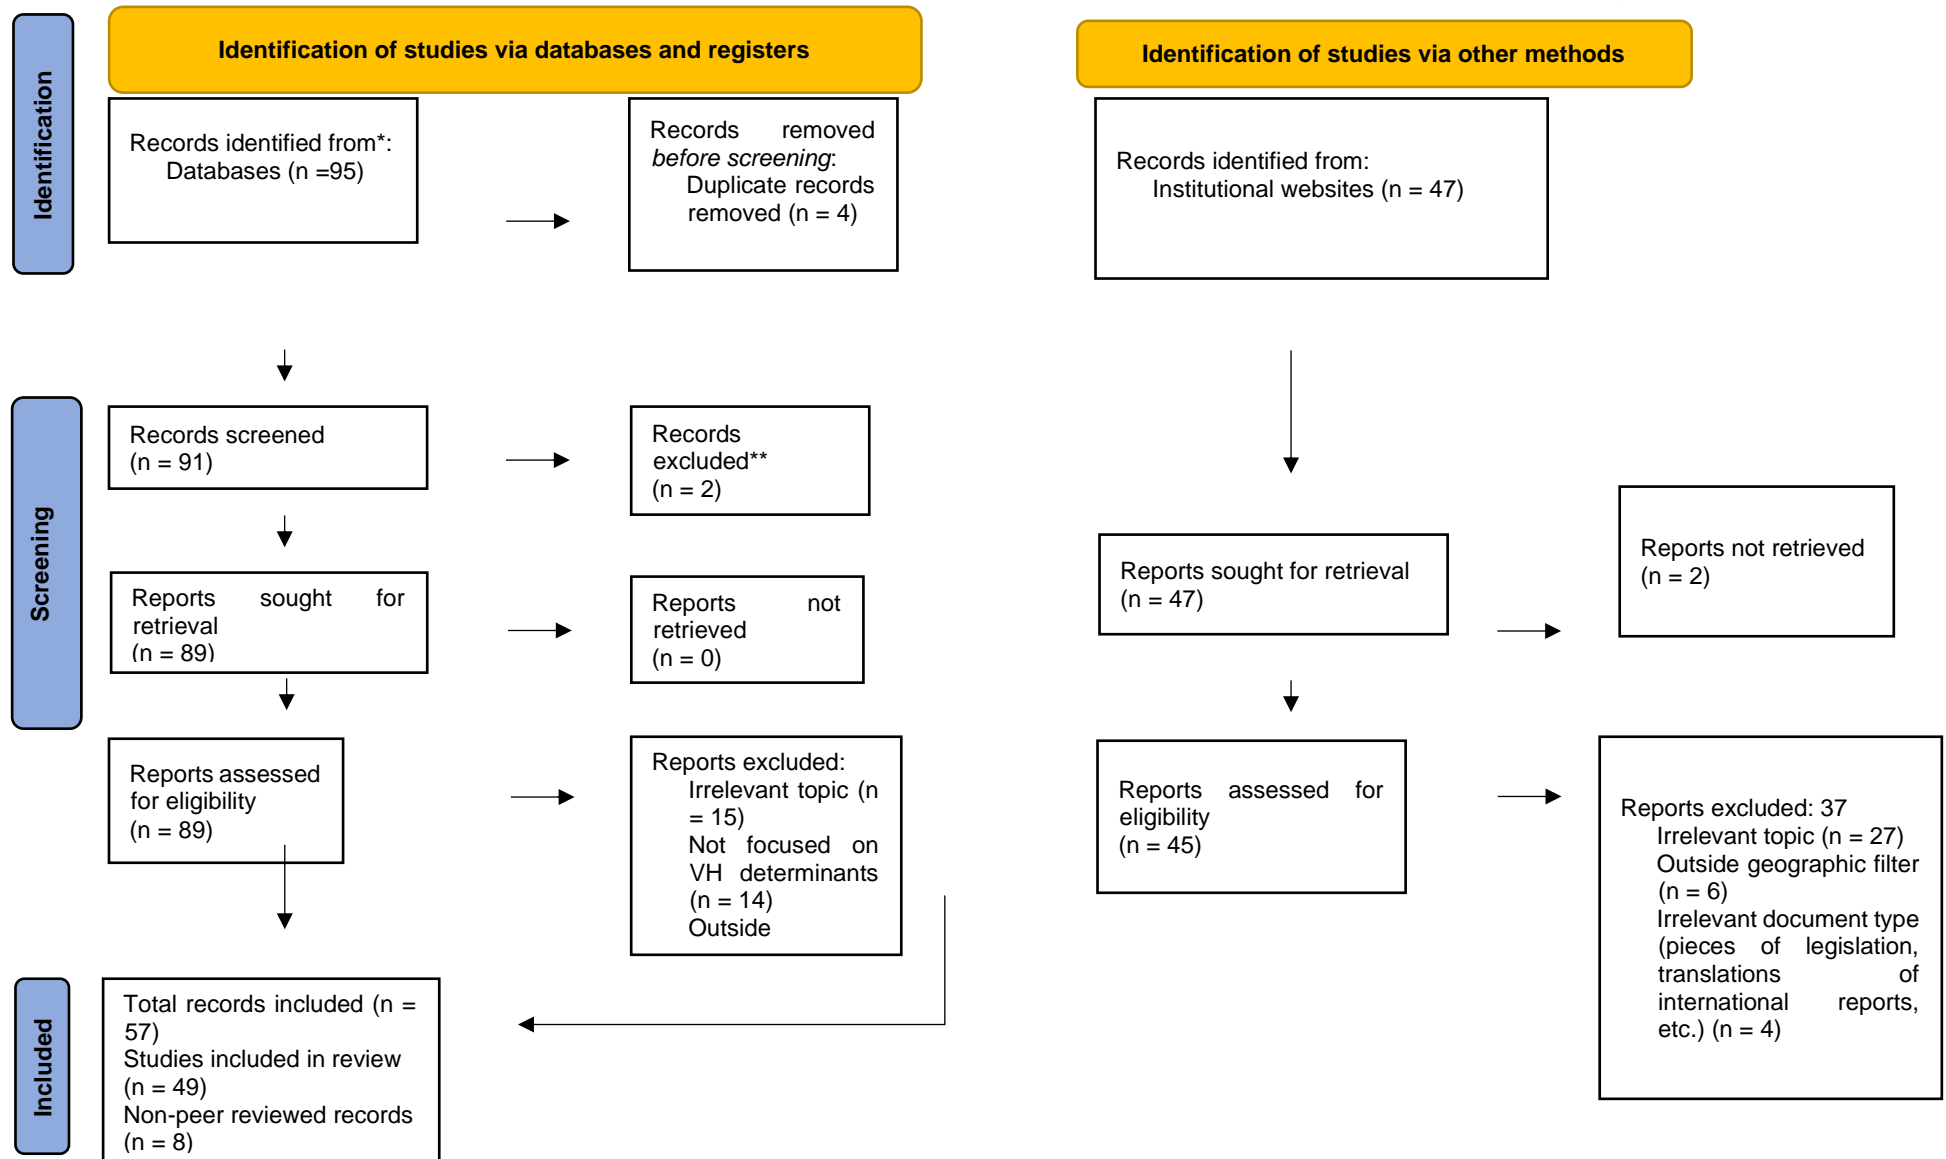 Identification
Identification of studies via databases and registers
Records identified from*:
Databases (n =95)
Records removed
before screening:
Duplicate records
removed (n = 4)
Identification of studies via other methods
Records identified from:
Institutional websites (n = 47)
Screening
Records screened
(n = 91)
Records
excluded**
(n = 2)
Reports sought for
retrieval
(n = 89)
Reports not
retrieved
(n = 0)
Reports sought for retrieval
(n = 47)
Reports not retrieved
(n = 2)
Reports assessed
for eligibility
(n = 89)
Reports excluded:
Irrelevant topic (n
= 15)
Not focused on
VH determinants
(n = 14)
Outside
Reports assessed for
eligibility
(n = 45)
Reports excluded: 37
Irrelevant topic (n = 27)
Outside geographic filter
(n = 6)
Irrelevant document type
(pieces of legislation,
translations of
international reports,
etc.) (n = 4)
Included
Total records included (n =
57)
Studies included in review
(n = 49)
Non-peer reviewed records
(n = 8)